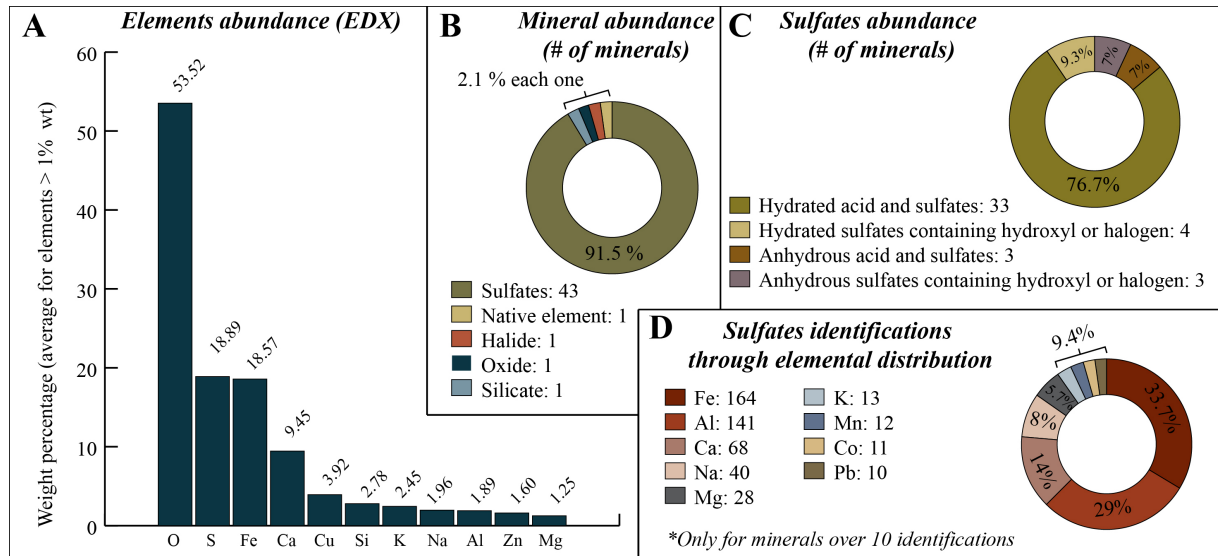 A
Elements abundance (EDX)
Weight percentage (average for elements > 1% wt)
60
50
40
30
20
10
0
53.52
18.89
18.57
9.45
3.92
2.78
2.45
1.96
1.89
1.60
1.25
O S Fe Ca Cu Si K Na Al Zn Mg
B
Mineral abundance
(# of minerals)
2.1 % each one
91.5 %
Sulfates: 43
Native element: 1
Halide: 1
Oxide: 1
Silicate: 1
C
Sulfates abundance
(# of minerals)
9.3%
7%
7%
76.7%
Hydrated acid and sulfates: 33
Hydrated sulfates containing hydroxyl or halogen: 4
Anhydrous acid and sulfates: 3
Anhydrous sulfates containing hydroxyl or halogen: 3
D
Sulfates identifications
through elemental distribution
Fe: 164
Al: 141
Ca: 68
Na: 40
Mg: 28
K: 13
Mn: 12
Co: 11
Pb: 10
9.4%
5.7%
8%
14%
29%
33.7%
*Only for minerals over 10 identifications